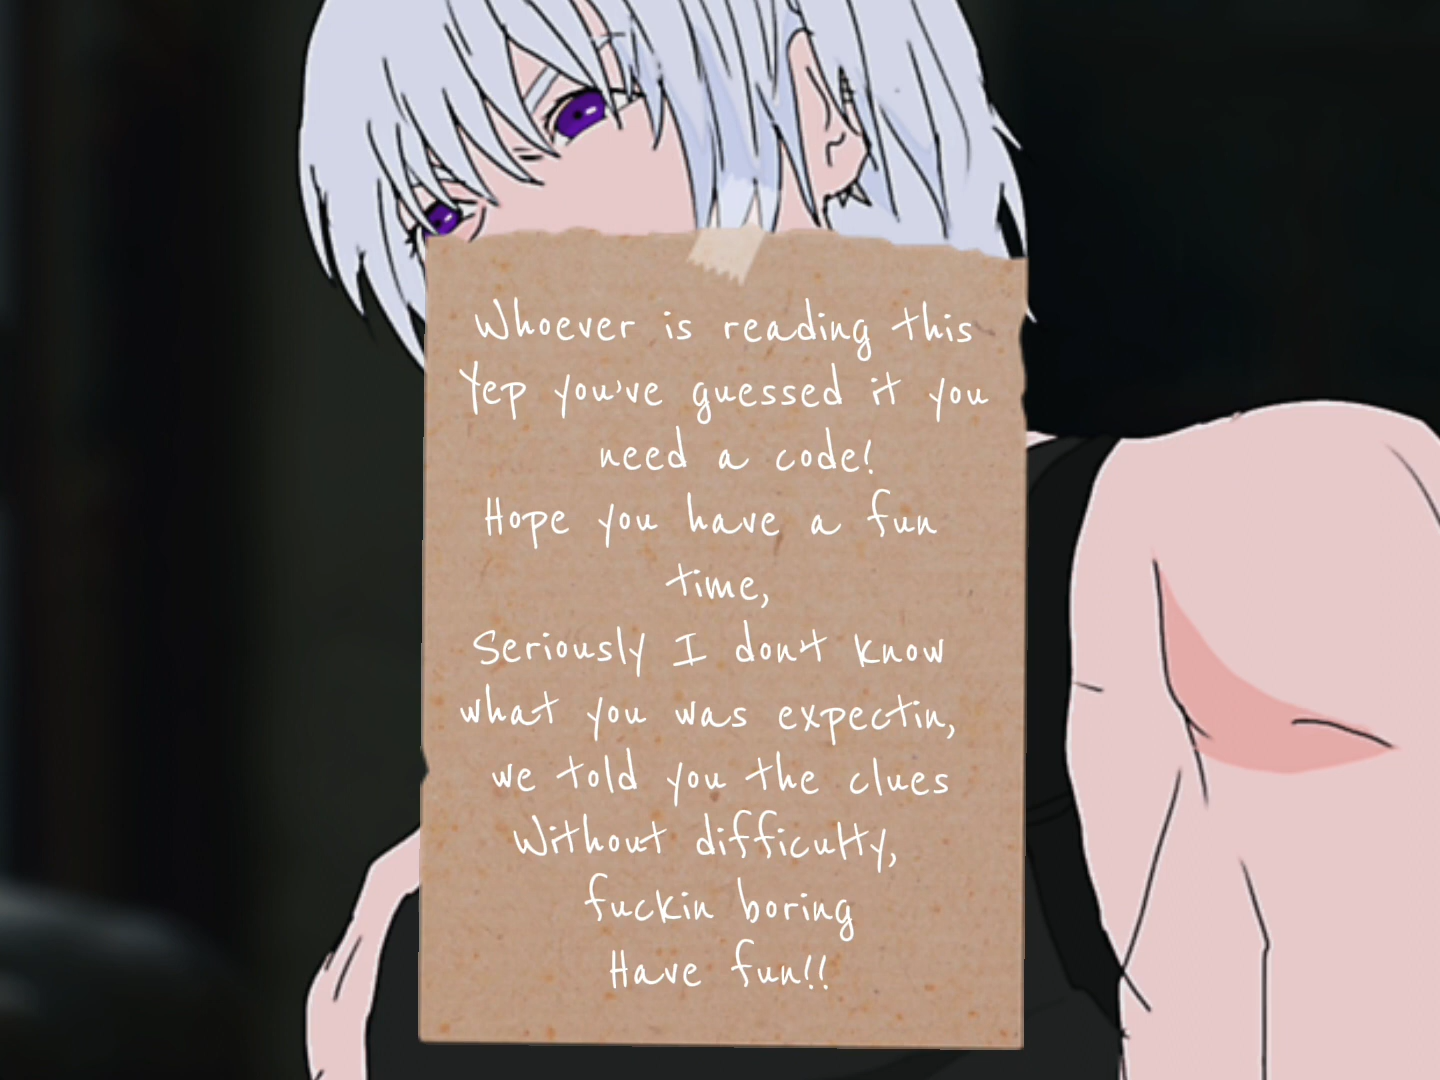 Whoever is reading this
Yep you've guessed it you
need a code!
Hope you have a fun
time,
Seriously I don't know
what you was expectin,
we told you the clues
Without difficulty,
fuckin boring
Have fun!!